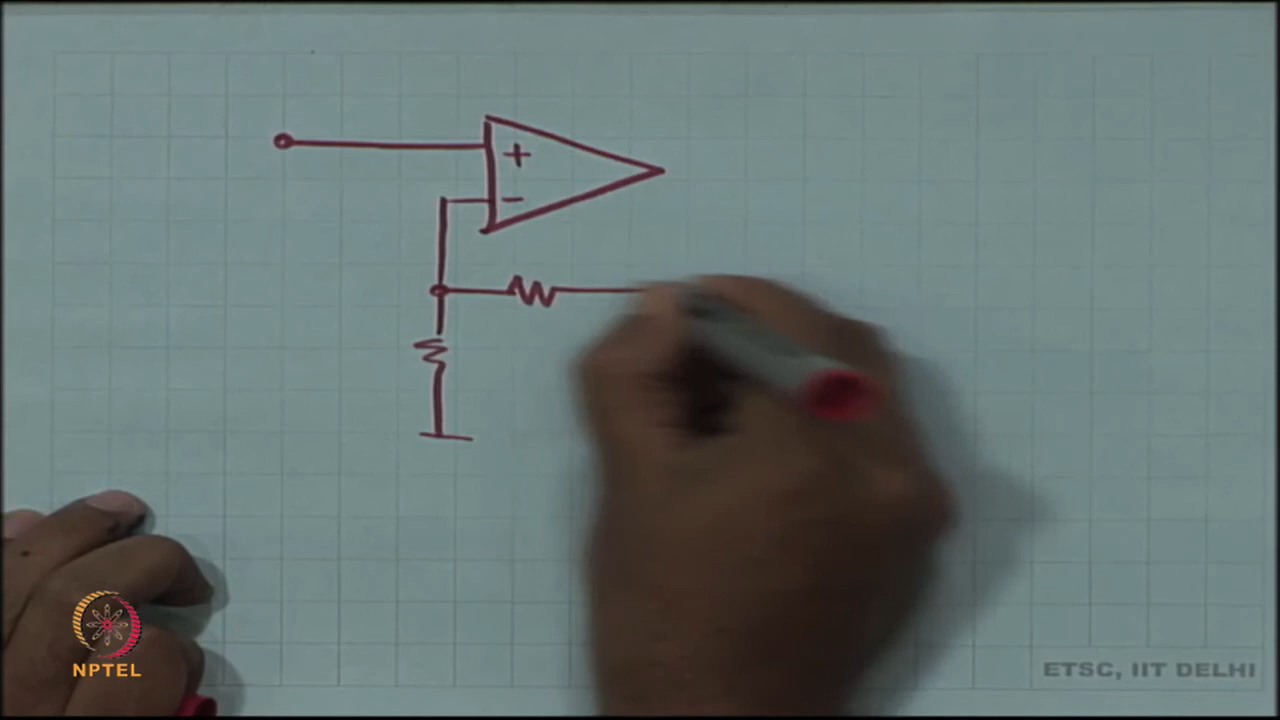 +
-
NPTEL
ETSC, IIT DELHI